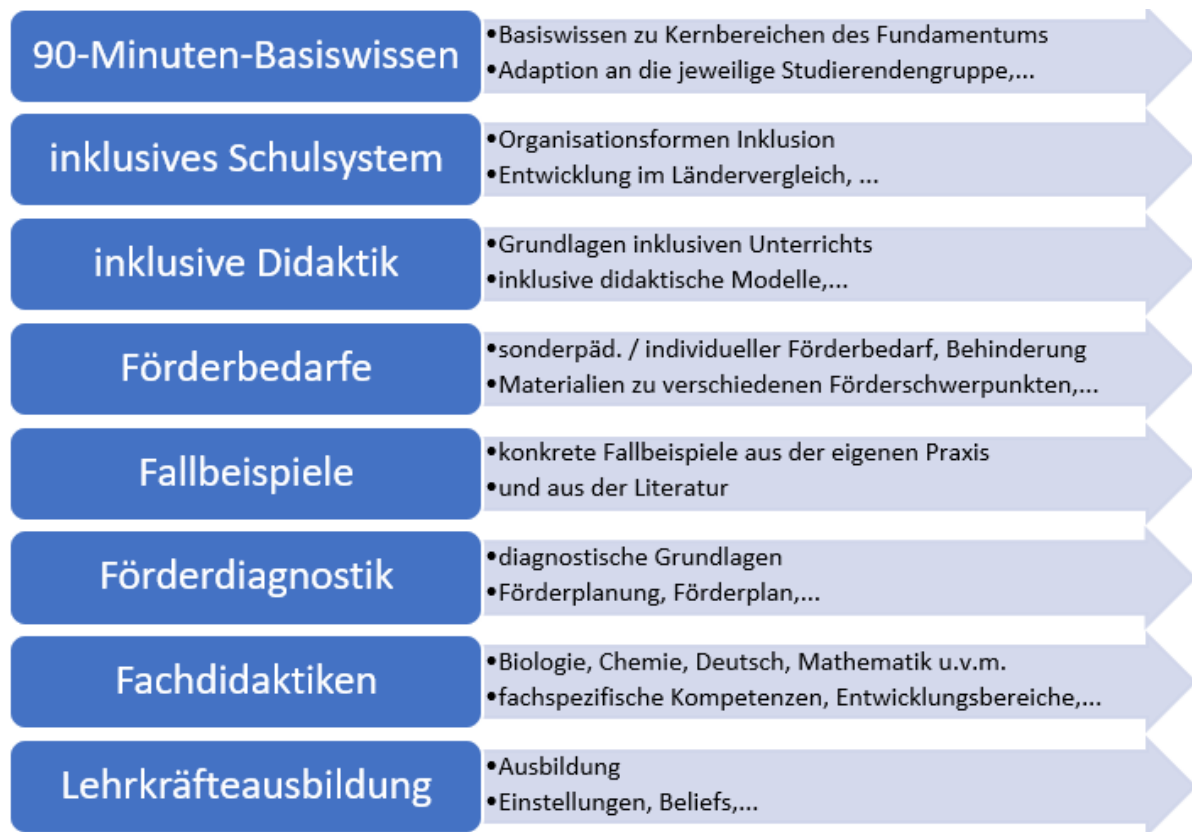 90-Minuten-Basiswissen
•Basiswissen zu Kernbereichen des Fundamentums
•Adaption an die jeweilige Studierendengruppe,...
inklusives Schulsystem
•Organisationsformen Inklusion
•Entwicklung im Ländervergleich, ...
inklusive Didaktik
•Grundlagen inklusiven Unterrichts
•inklusive didaktische Modelle,...
Förderbedarfe
•sonderpäd. / individueller Förderbedarf, Behinderung
•Materialien zu verschiedenen Förderschwerpunkten,...
Fallbeispiele
•konkrete Fallbeispiele aus der eigenen Praxis
•und aus der Literatur
Förderdiagnostik
•diagnostische Grundlagen
•Förderplanung, Förderplan,...
Fachdidaktiken
•Biologie, Chemie, Deutsch, Mathematik u.v.m.
•fachspezifische Kompetenzen, Entwicklungsbereiche,...
Lehrkräfteausbildung
•Ausbildung
•Einstellungen, Beliefs,...